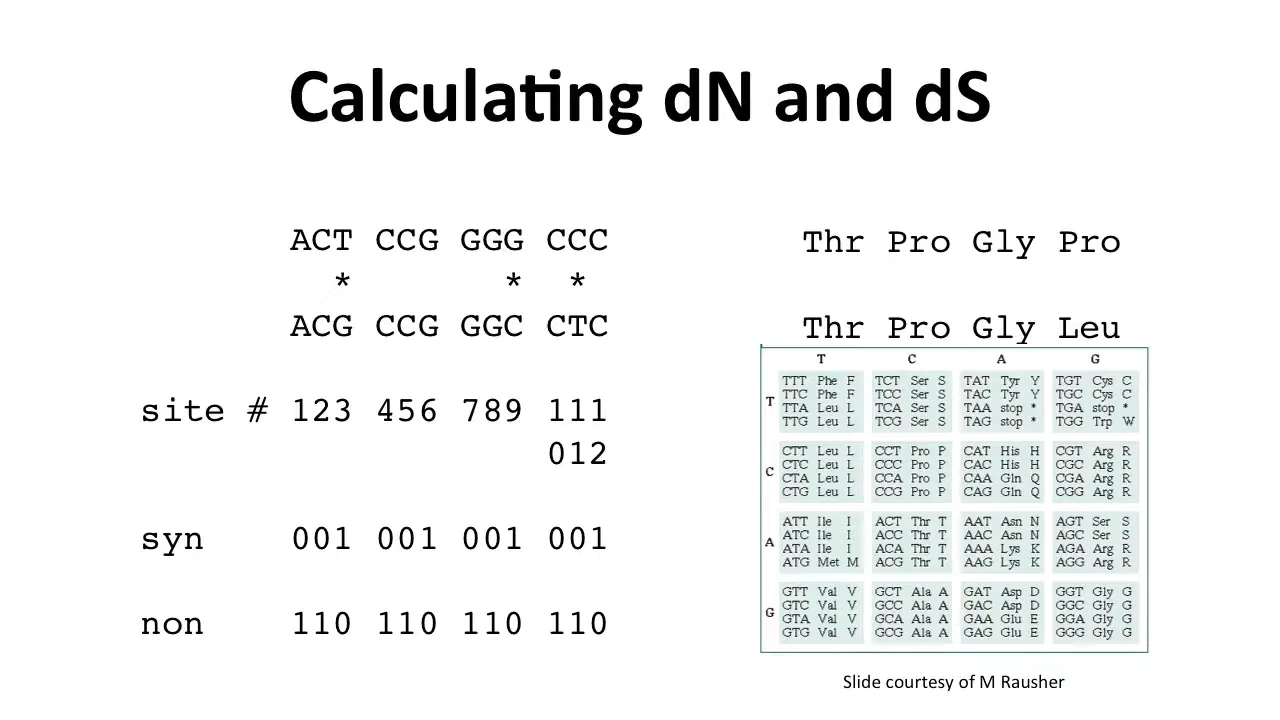 Calculating dN and dS
ACT CCG GGG CCC
* * *
ACG CCG GGC CTC
site # 123 456 789 111
012
syn 001 001 001 001
non 110 110 110 110
Thr Pro Gly Pro
Thr Pro Gly Leu
T C A G
T
TTT Phe F TCT Ser S TAT Tyr Y TGT Cys C
TTC Phe F TCC Ser S TAC Tyr Y TGC Cys C
TTA Leu L TCA Ser S TAA stop * TGA stop *
TTG Leu L TCG Ser S TAG stop * TGG Trp W
C
CTT Leu L CCT Pro P CAT His H CGT Arg R
CTC Leu L CCC Pro P CAC His H CGC Arg R
CTA Leu L CCA Pro P CAA Gln Q CGA Arg R
CTG Leu L CCG Pro P CAG Gln Q CGG Arg R
A
ATT Ile I ACT Thr T AAT Asn N AGT Ser S
ATC Ile I ACC Thr T AAC Asn N AGC Ser S
ATA Ile I ACA Thr T AAA Lys K AGA Arg R
ATG Met M ACG Thr T AAG Lys K AGG Arg R
G
GTT Val V GCT Ala A GAT Asp D GGT Gly G
GTC Val V GCC Ala A GAC Asp D GGC Gly G
GTA Val V GCA Ala A GAA Glu E GGA Gly G
GTG Val V GCG Ala A GAG Glu E GGG Gly G
Slide courtesy of M Rausher